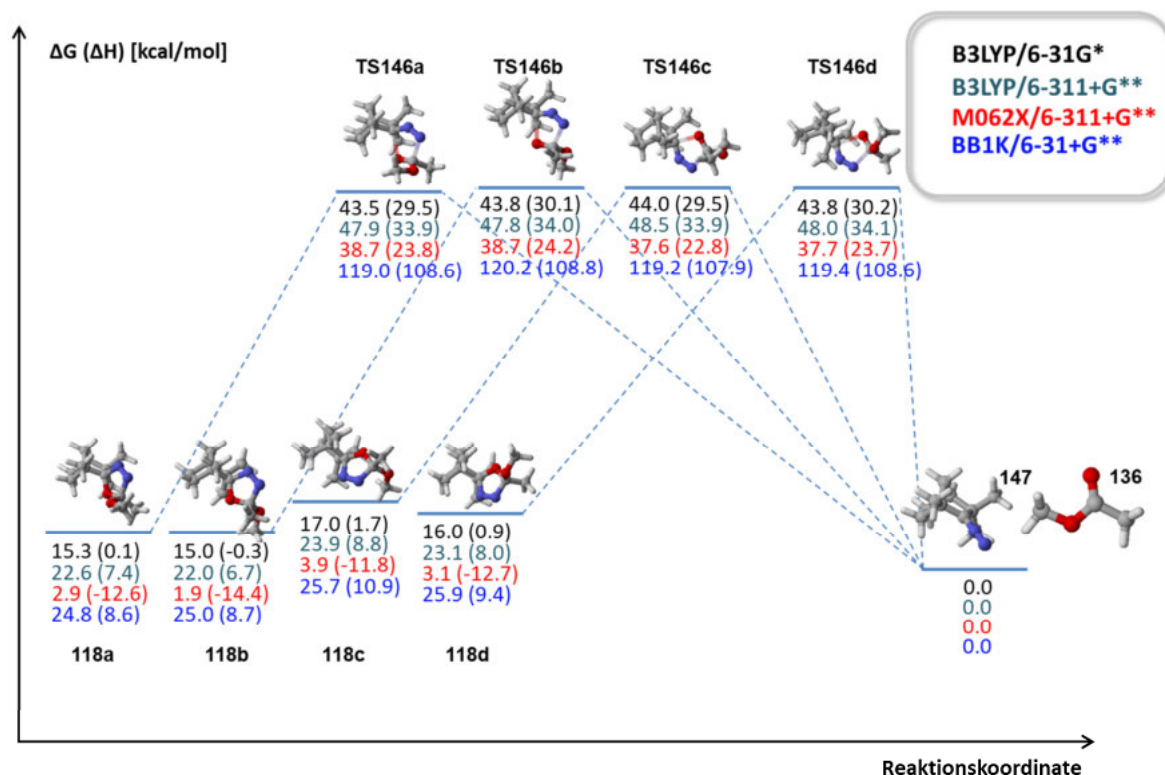 ΔG (ΔH) [kcal/mol]
B3LYP/6-31G*
B3LYP/6-311+G**
M062X/6-311+G**
BB1K/6-31+G**
TS146a
TS146b
TS146c
TS146d
43.5 (29.5)
47.9 (33.9)
38.7 (23.8)
119.0 (108.6)
43.8 (30.1)
47.8 (34.0)
38.7 (24.2)
120.2 (108.8)
44.0 (29.5)
48.5 (33.9)
37.6 (22.8)
119.2 (107.9)
43.8 (30.2)
48.0 (34.1)
37.7 (23.7)
119.4 (108.6)
15.3 (0.1)
22.6 (7.4)
2.9 (-12.6)
24.8 (8.6)
118a
15.0 (-0.3)
22.0 (6.7)
1.9 (-14.4)
25.0 (8.7)
118b
17.0 (1.7)
23.9 (8.8)
3.9 (-11.8)
25.7 (10.9)
118c
16.0 (0.9)
23.1 (8.0)
3.1 (-12.7)
25.9 (9.4)
118d
147
136
0.0
0.0
0.0
0.0
Reaktionskoordinate